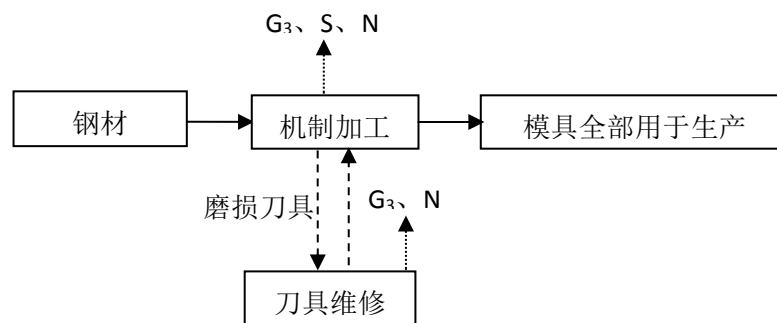 G₃、S、N
钢材
机制加工
模具全部用于生产
磨损刀具
G₃、N
刀具维修